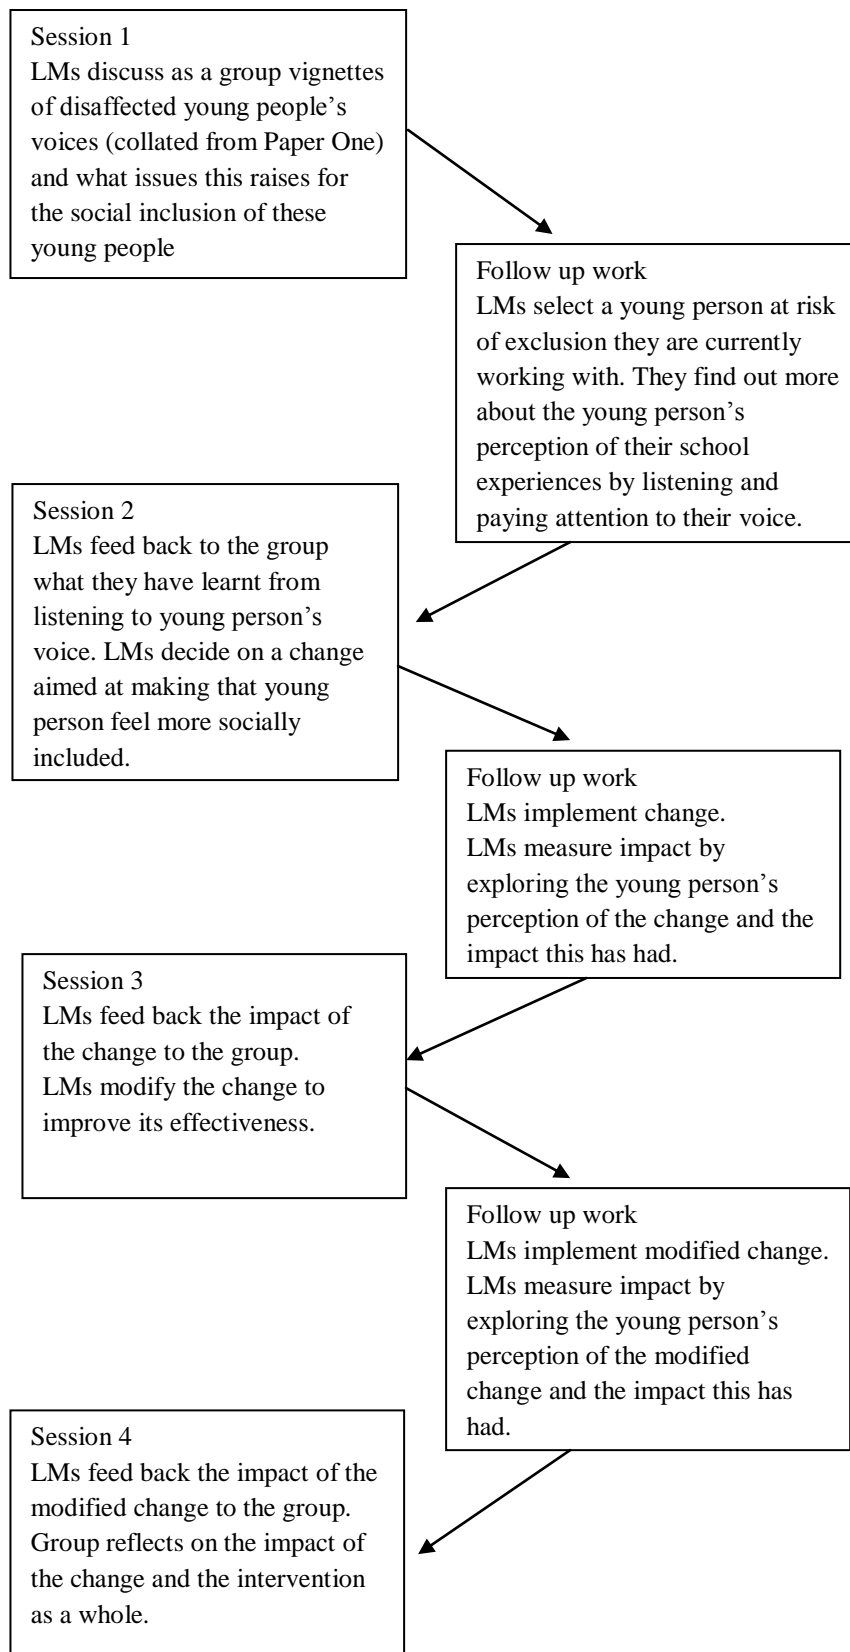 Session 1
LMs discuss as a group vignettes
of disaffected young people’s
voices (collated from Paper One)
and what issues this raises for
the social inclusion of these
young people
Follow up work
LMs select a young person at risk
of exclusion they are currently
working with. They find out more
about the young person’s
perception of their school
experiences by listening and
paying attention to their voice.
Session 2
LMs feed back to the group
what they have learnt from
listening to young person’s
voice. LMs decide on a change
aimed at making that young
person feel more socially
included.
Follow up work
LMs implement change.
LMs measure impact by
exploring the young person’s
perception of the change and the
impact this has had.
Session 3
LMs feed back the impact of
the change to the group.
LMs modify the change to
improve its effectiveness.
Follow up work
LMs implement modified change.
LMs measure impact by
exploring the young person’s
perception of the modified
change and the impact this has
had.
Session 4
LMs feed back the impact of the
modified change to the group.
Group reflects on the impact of
the change and the intervention
as a whole.